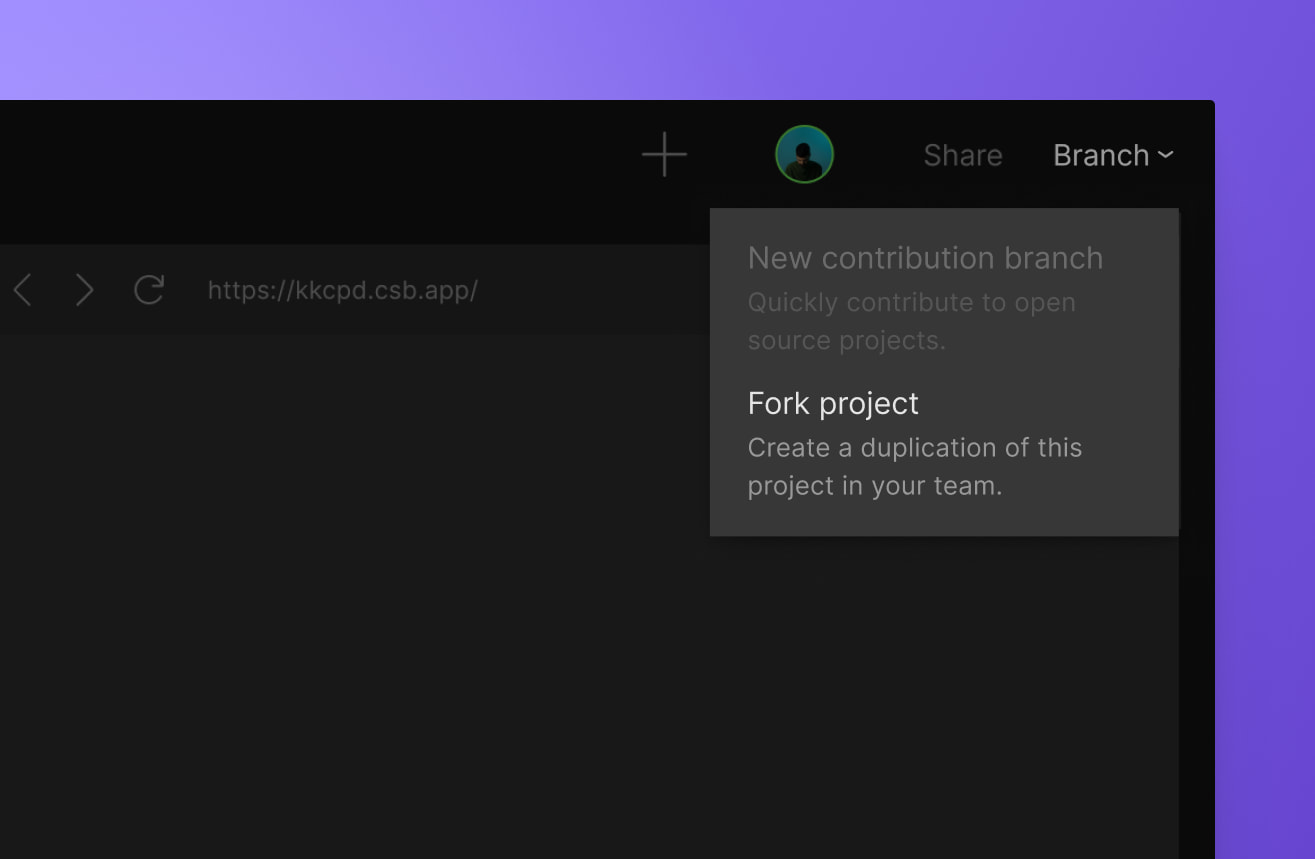 Share
Branch
https://kkcpd.csb.app/
New contribution branch
Quickly contribute to open
source projects.
Fork project
Create a duplication of this
project in your team.